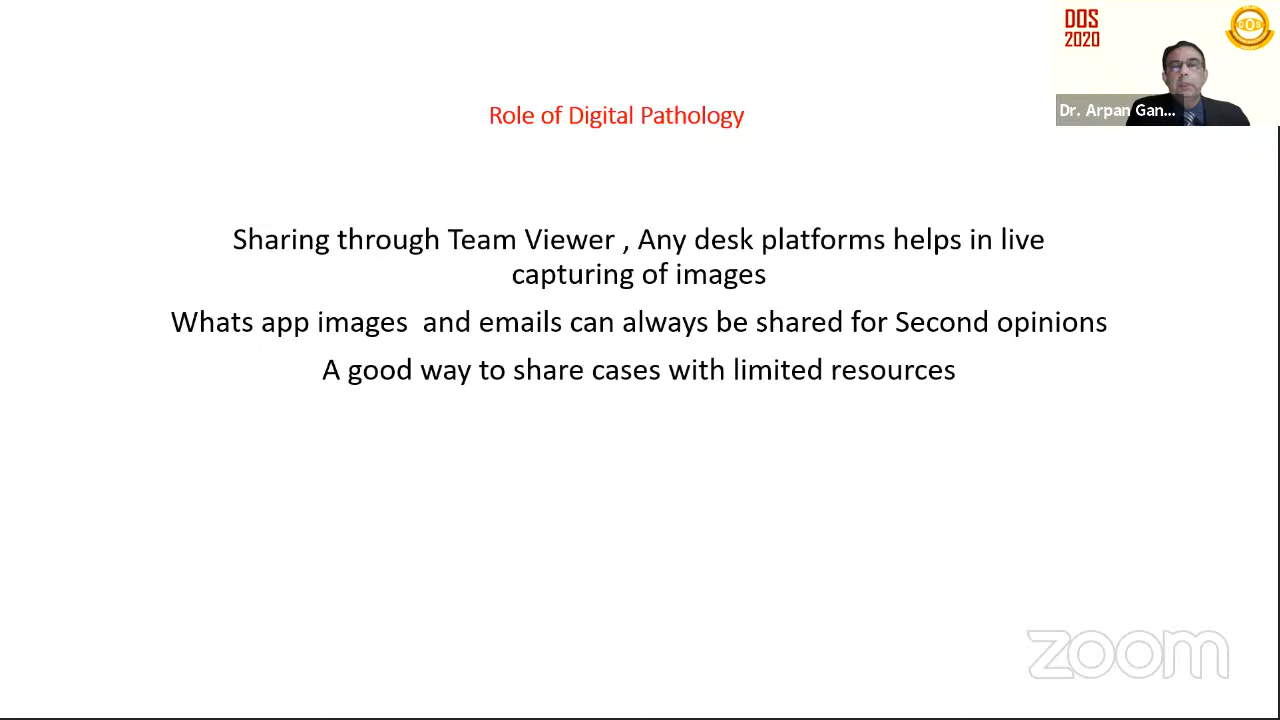 DOS
2020
DOS
Dr. Arpan Gan...
Role of Digital Pathology
Sharing through Team Viewer , Any desk platforms helps in live
capturing of images
Whats app images  and emails can always be shared for Second opinions
A good way to share cases with limited resources
zoom